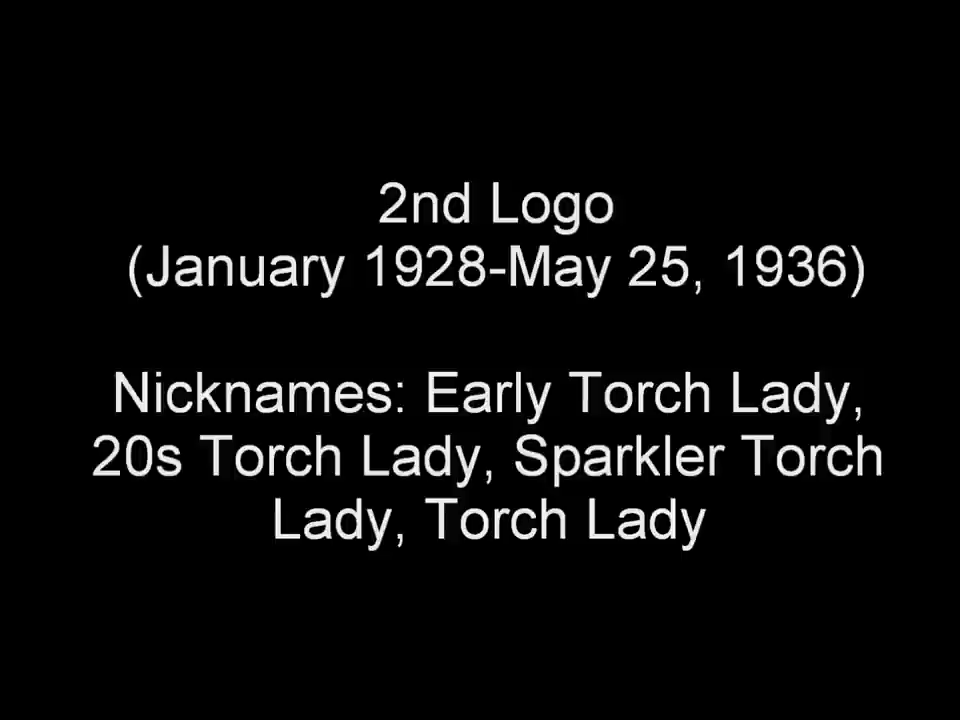 2nd Logo
(January 1928-May 25, 1936)
Nicknames: Early Torch Lady,
20s Torch Lady, Sparkler Torch
Lady, Torch Lady